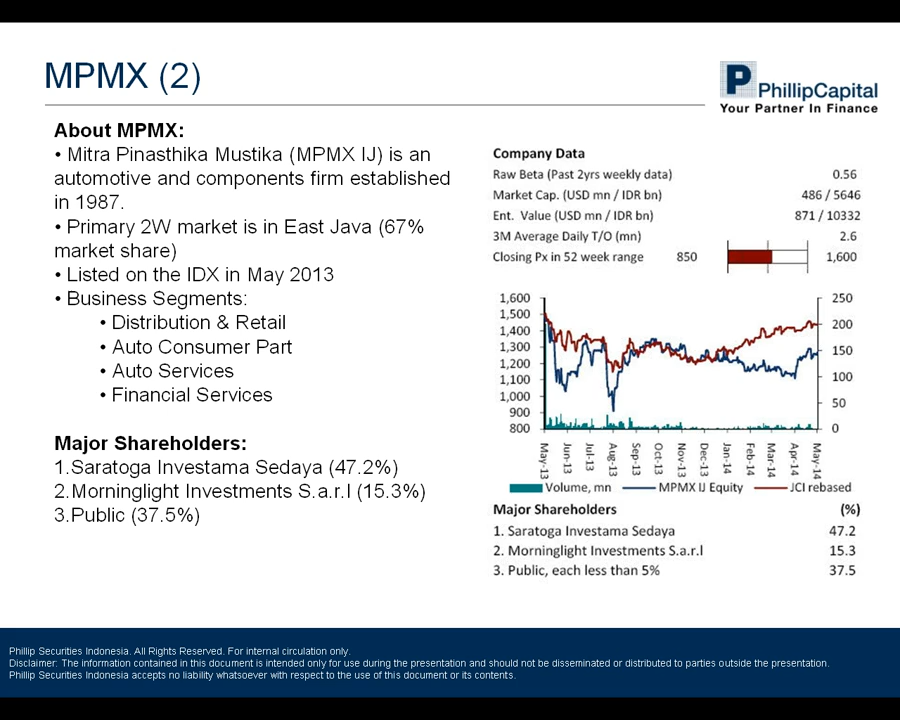 MPMX (2)
PhillipCapital
Your Partner In Finance
About MPMX:
• Mitra Pinasthika Mustika (MPMX IJ) is an
automotive and components firm established
in 1987.
• Primary 2W market is in East Java (67%
market share)
• Listed on the IDX in May 2013
• Business Segments:
• Distribution & Retail
• Auto Consumer Part
• Auto Services
• Financial Services
Major Shareholders:
1.Saratoga Investama Sedaya (47.2%)
2.Morninglight Investments S.a.r.l (15.3%)
3.Public (37.5%)
Company Data
Raw Beta (Past 2yrs weekly data) 0.56
Market Cap. (USD mn / IDR bn) 486 / 5646
Ent. Value (USD mn / IDR bn) 871 / 10332
3M Average Daily T/O (mn) 2.6
Closing Px in 52 week range 850 1,600
1,600 250
1,500
1,400 200
1,300
1,200 150
1,100 100
1,000
900 50
800 0
May-13 Jun-13 Jul-13 Aug-13 Sep-13 Oct-13 Nov-13 Dec-13 Jan-14 Feb-14 Mar-14 Apr-14 May-14
Volume, mn MPMX IJ Equity JCI rebased
Major Shareholders (%)
1. Saratoga Investama Sedaya 47.2
2. Morninglight Investments S.a.r.l 15.3
3. Public, each less than 5% 37.5
Phillip Securities Indonesia. All Rights Reserved. For internal circulation only.
Disclaimer: The information contained in this document is intended only for use during the presentation and should not be disseminated or distributed to parties outside the presentation.
Phillip Securities Indonesia accepts no liability whatsoever with respect to the use of this document or its contents.